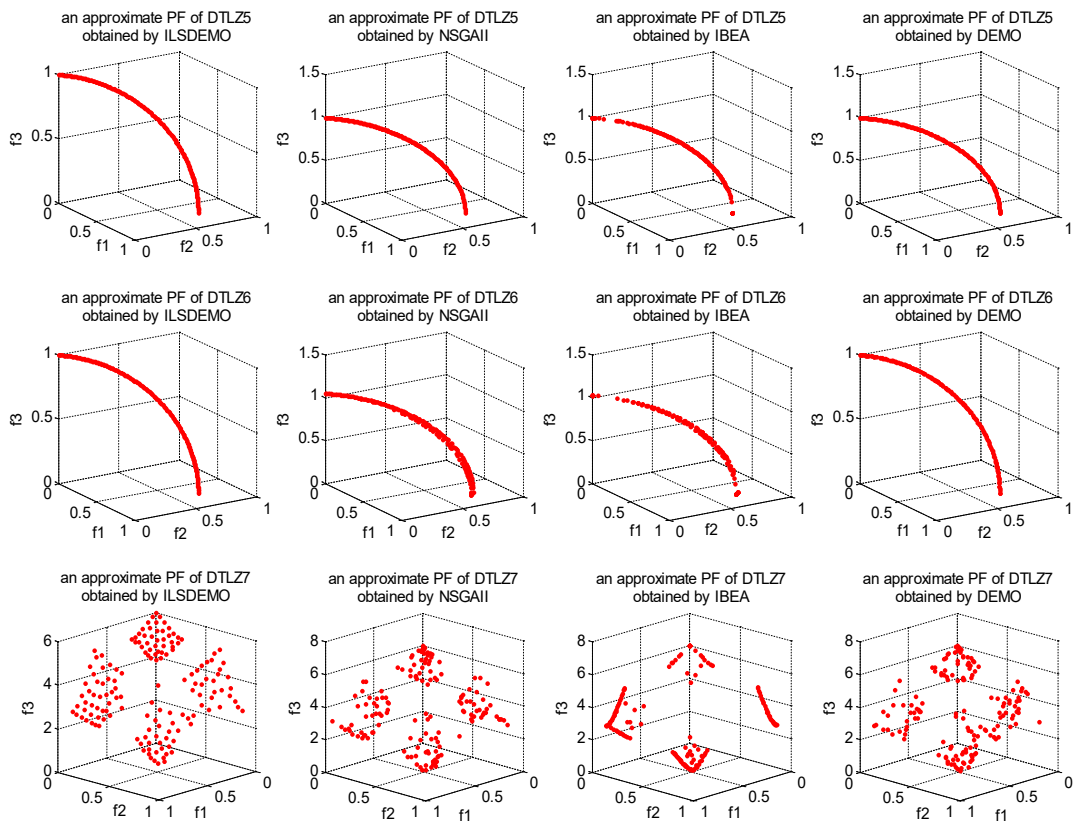 an approximate PF of DTLZ5
obtained by ILSDEMO
1
0.5
0
f3
0
0.5
1
f1
0
0.5
1
f2
an approximate PF of DTLZ5
obtained by NSGAII
1.5
1
0.5
0
f3
0.5
1
f1
0
0.5
1
f2
an approximate PF of DTLZ5
obtained by IBEA
1.5
1
0.5
0
f3
0.5
1
f1
0
0.5
1
f2
an approximate PF of DTLZ5
obtained by DEMO
1.5
1
0.5
0
f3
0.5
1
f1
0
0.5
1
f2
an approximate PF of DTLZ6
obtained by ILSDEMO
1
0.5
0
f3
0
0.5
1
f1
0
0.5
1
f2
an approximate PF of DTLZ6
obtained by NSGAII
1.5
1
0.5
0
f3
0
0.5
1
f1
0
0.5
1
f2
an approximate PF of DTLZ6
obtained by IBEA
1.5
1
0.5
0
f3
0
0.5
1
f1
0
0.5
1
f2
an approximate PF of DTLZ6
obtained by DEMO
1
0.5
0
f3
0
0.5
1
f1
0
0.5
1
f2
an approximate PF of DTLZ7
obtained by ILSDEMO
6
4
2
0
f3
0
0.5
1
f2
1
0.5
0
f1
an approximate PF of DTLZ7
obtained by NSGAII
8
6
4
2
0
f3
0
0.5
1
f2
1
0.5
0
f1
an approximate PF of DTLZ7
obtained by IBEA
8
6
4
2
0
f3
0
0.5
1
f2
1
0.5
0
f1
an approximate PF of DTLZ7
obtained by DEMO
8
6
4
2
0
f3
0
0.5
1
f2
1
0.5
0
f1